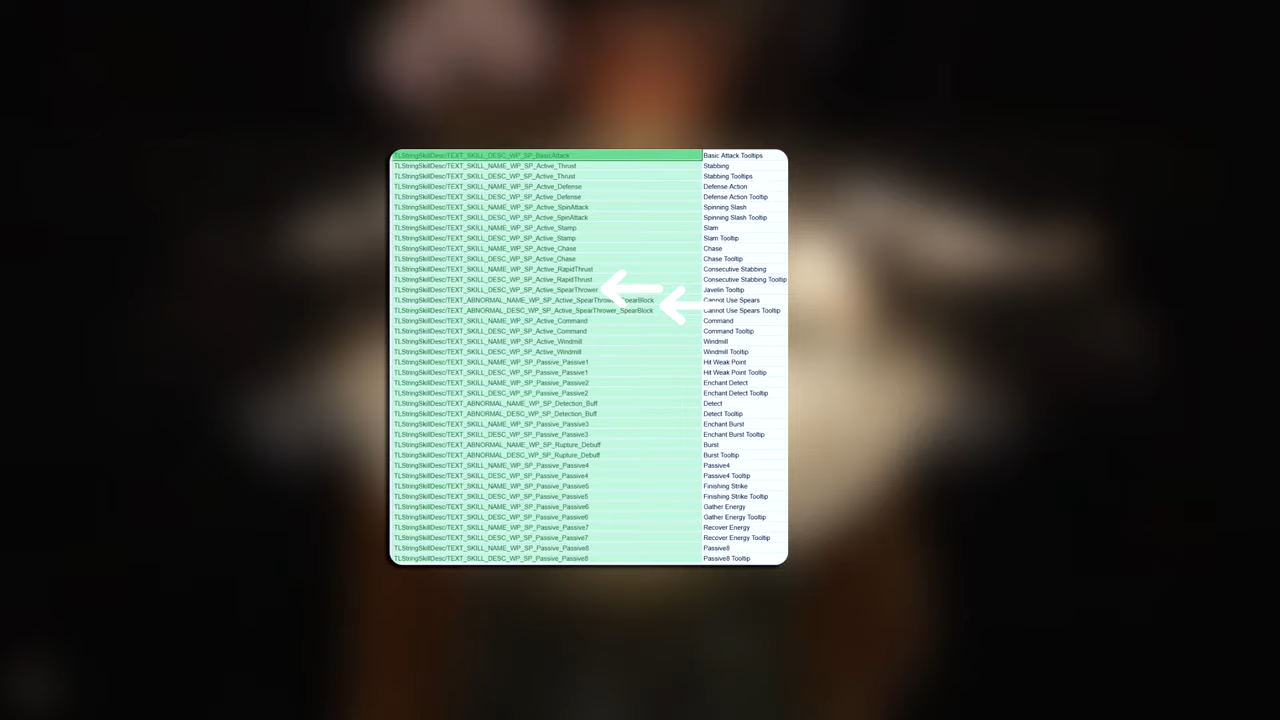 TLStringSkillDesc/TEXT_SKILL_DESC_WP_SP_BasicAttack Basic Attack Tooltips
TLStringSkillDesc/TEXT_SKILL_NAME_WP_SP_Active_Thrust Stabbing
TLStringSkillDesc/TEXT_SKILL_DESC_WP_SP_Active_Thrust Stabbing Tooltips
TLStringSkillDesc/TEXT_SKILL_NAME_WP_SP_Active_Defense Defense Action
TLStringSkillDesc/TEXT_SKILL_DESC_WP_SP_Active_Defense Defense Action Tooltip
TLStringSkillDesc/TEXT_SKILL_NAME_WP_SP_Active_SpinAttack Spinning Slash
TLStringSkillDesc/TEXT_SKILL_DESC_WP_SP_Active_SpinAttack Spinning Slash Tooltip
TLStringSkillDesc/TEXT_SKILL_NAME_WP_SP_Active_Stamp Slam
TLStringSkillDesc/TEXT_SKILL_DESC_WP_SP_Active_Stamp Slam Tooltip
TLStringSkillDesc/TEXT_SKILL_NAME_WP_SP_Active_Chase Chase
TLStringSkillDesc/TEXT_SKILL_DESC_WP_SP_Active_Chase Chase Tooltip
TLStringSkillDesc/TEXT_SKILL_NAME_WP_SP_Active_RapidThrust Consecutive Stabbing
TLStringSkillDesc/TEXT_SKILL_DESC_WP_SP_Active_RapidThrust Consecutive Stabbing Tooltip
TLStringSkillDesc/TEXT_SKILL_DESC_WP_SP_Active_SpearThrower Javelin Tooltip
TLStringSkillDesc/TEXT_ABNORMAL_NAME_WP_SP_Active_SpearThrower_SpearBlock Cannot Use Spears
TLStringSkillDesc/TEXT_ABNORMAL_DESC_WP_SP_Active_SpearThrower_SpearBlock Cannot Use Spears Tooltip
TLStringSkillDesc/TEXT_SKILL_NAME_WP_SP_Active_Command Command
TLStringSkillDesc/TEXT_SKILL_DESC_WP_SP_Active_Command Command Tooltip
TLStringSkillDesc/TEXT_SKILL_NAME_WP_SP_Active_Windmill Windmill
TLStringSkillDesc/TEXT_SKILL_DESC_WP_SP_Active_Windmill Windmill Tooltip
TLStringSkillDesc/TEXT_SKILL_NAME_WP_SP_Passive_Passive1 Hit Weak Point
TLStringSkillDesc/TEXT_SKILL_DESC_WP_SP_Passive_Passive1 Hit Weak Point Tooltip
TLStringSkillDesc/TEXT_SKILL_NAME_WP_SP_Passive_Passive2 Enchant Detect
TLStringSkillDesc/TEXT_SKILL_DESC_WP_SP_Passive_Passive2 Enchant Detect Tooltip
TLStringSkillDesc/TEXT_ABNORMAL_NAME_WP_SP_Detection_Buff Detect
TLStringSkillDesc/TEXT_ABNORMAL_DESC_WP_SP_Detection_Buff Detect Tooltip
TLStringSkillDesc/TEXT_SKILL_NAME_WP_SP_Passive_Passive3 Enchant Burst
TLStringSkillDesc/TEXT_SKILL_DESC_WP_SP_Passive_Passive3 Enchant Burst Tooltip
TLStringSkillDesc/TEXT_ABNORMAL_NAME_WP_SP_Rupture_Debuff Burst
TLStringSkillDesc/TEXT_ABNORMAL_DESC_WP_SP_Rupture_Debuff Burst Tooltip
TLStringSkillDesc/TEXT_SKILL_NAME_WP_SP_Passive_Passive4 Passive4
TLStringSkillDesc/TEXT_SKILL_DESC_WP_SP_Passive_Passive4 Passive4 Tooltip
TLStringSkillDesc/TEXT_SKILL_NAME_WP_SP_Passive_Passive5 Finishing Strike
TLStringSkillDesc/TEXT_SKILL_DESC_WP_SP_Passive_Passive5 Finishing Strike Tooltip
TLStringSkillDesc/TEXT_SKILL_NAME_WP_SP_Passive_Passive6 Gather Energy
TLStringSkillDesc/TEXT_SKILL_DESC_WP_SP_Passive_Passive6 Gather Energy Tooltip
TLStringSkillDesc/TEXT_SKILL_NAME_WP_SP_Passive_Passive7 Recover Energy
TLStringSkillDesc/TEXT_SKILL_DESC_WP_SP_Passive_Passive7 Recover Energy Tooltip
TLStringSkillDesc/TEXT_SKILL_NAME_WP_SP_Passive_Passive8 Passive8
TLStringSkillDesc/TEXT_SKILL_DESC_WP_SP_Passive_Passive8 Passive8 Tooltip